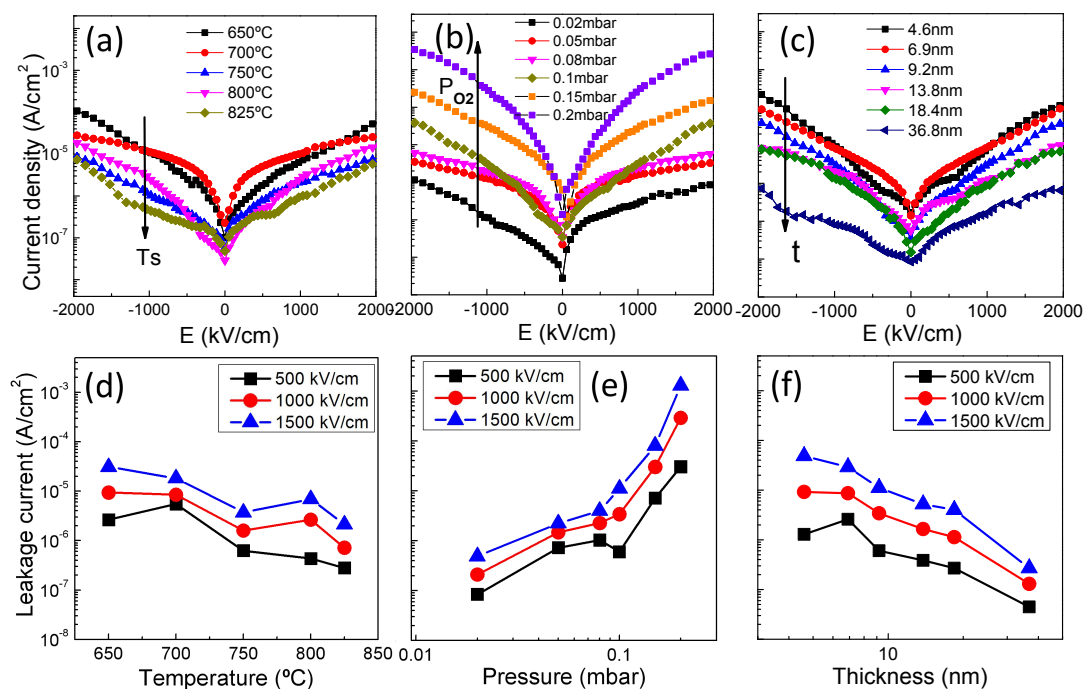 (a)
650ºC
700ºC
750ºC
800ºC
825ºC
Ts
Current density (A/cm²)
10⁻³
10⁻⁵
10⁻⁷
-2000 -1000 0 1000 2000
E (kV/cm)
(b)
0.02mbar
0.05mbar
0.08mbar
0.1mbar
0.15mbar
0.2mbar
P_O2
-2000 -1000 0 1000 2000
E (kV/cm)
(c)
4.6nm
6.9nm
9.2nm
13.8nm
18.4nm
36.8nm
t
-2000 -1000 0 1000 2000
E (kV/cm)
(d)
500 kV/cm
1000 kV/cm
1500 kV/cm
Leakage current (A/cm²)
10⁻³
10⁻⁴
10⁻⁵
10⁻⁶
10⁻⁷
10⁻⁸
650 700 750 800 850
Temperature (ºC)
500 kV/cm
1000 kV/cm
1500 kV/cm
(e)
0.01 0.1
Pressure (mbar)
(f)
500 kV/cm
1000 kV/cm
1500 kV/cm
10
Thickness (nm)